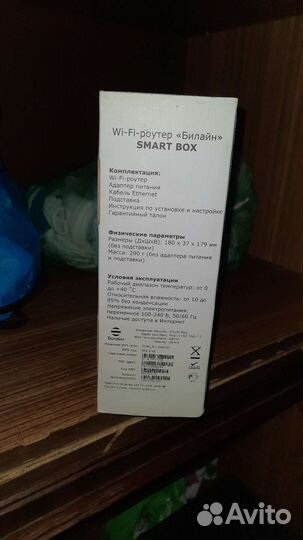 Wi-Fi-роутер «Билайн»
SMART BOX
Комплектация:
Wi-Fi-роутер
Адаптер питания
Кабель Ethernet
Подставка
Инструкция по установке и настройке
Гарантийный талон
Физические параметры
Размеры (ДхШхВ): 180 х 37 х 179 мм
(без подставки)
Масса: 290 г (без адаптера питания
и подставки)
Условия эксплуатации
Рабочий диапазон температур: от 0
до +40 °С
Относительная влажность: от 10 до
85% без конденсации
Напряжение электропитания:
переменное 100-240 В, 50/60 Гц
Наличие доступа в Интернет
Билайн
Avito